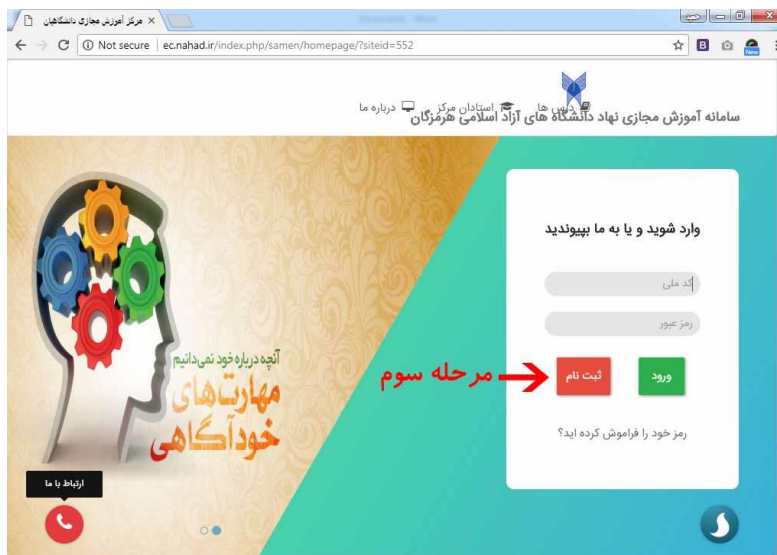 مرکز آموزش مجازی دانشگاهیان
Not secure | ec.nahad.ir/index.php/samen/homepage/?siteid=552
New
دروس ها استادان مرکز درباره ما
سامانه آموزش مجازی نهاد دانشگاه های آزاد اسلامی هرمزگان
وارد شوید و یا به ما بپیوندید
کد ملی
رمز عبور
ورود
ثبت نام
مرحله سوم
رمز خود را فراموش کرده اید؟
آنچه درباره خود نمی‌دانیم
مهارت‌های
خودآگاهی
ارتباط با ما